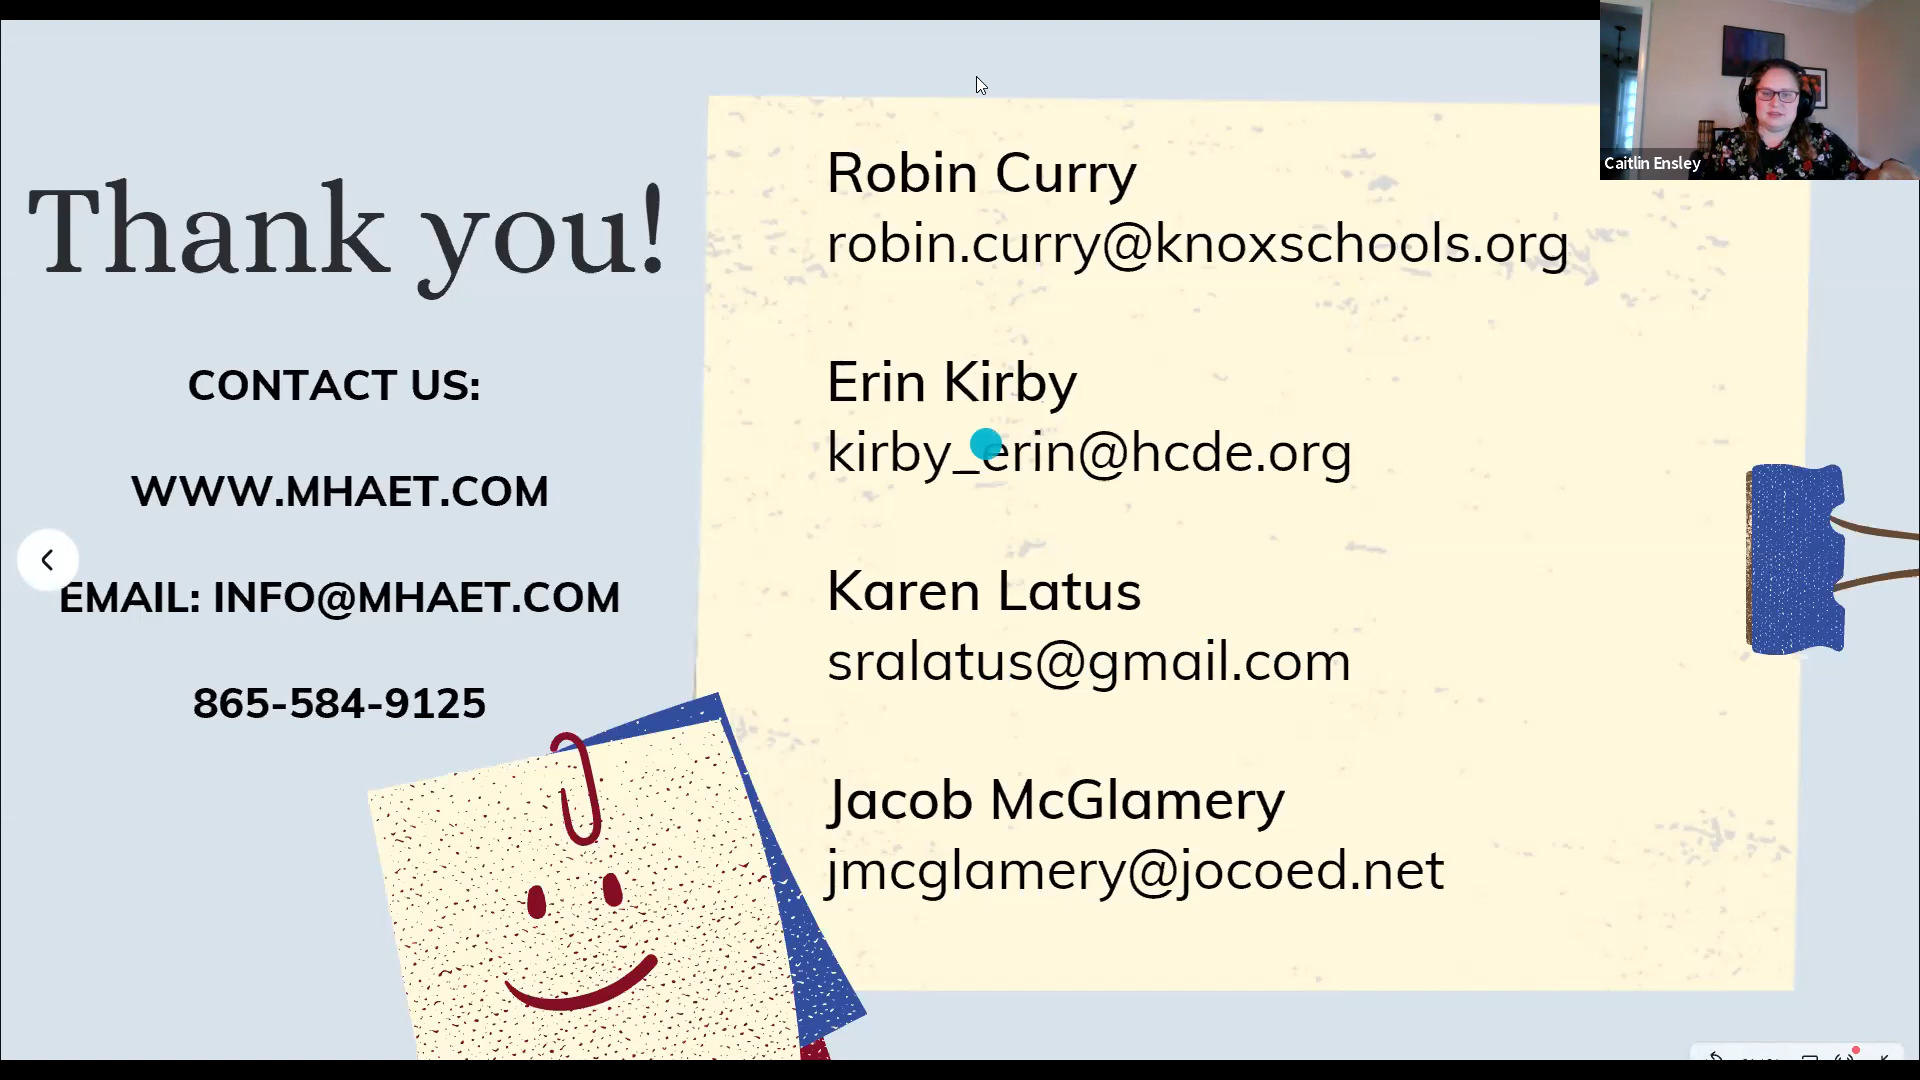 Thank you!
CONTACT US:
WWW.MHAET.COM
EMAIL: INFO@MHAET.COM
865-584-9125
Robin Curry
robin.curry@knoxschools.org
Erin Kirby
kirby_erin@hcde.org
Karen Latus
sralatus@gmail.com
Jacob McGlamery
jmcglamery@jocoed.net
Caitlin Ensley